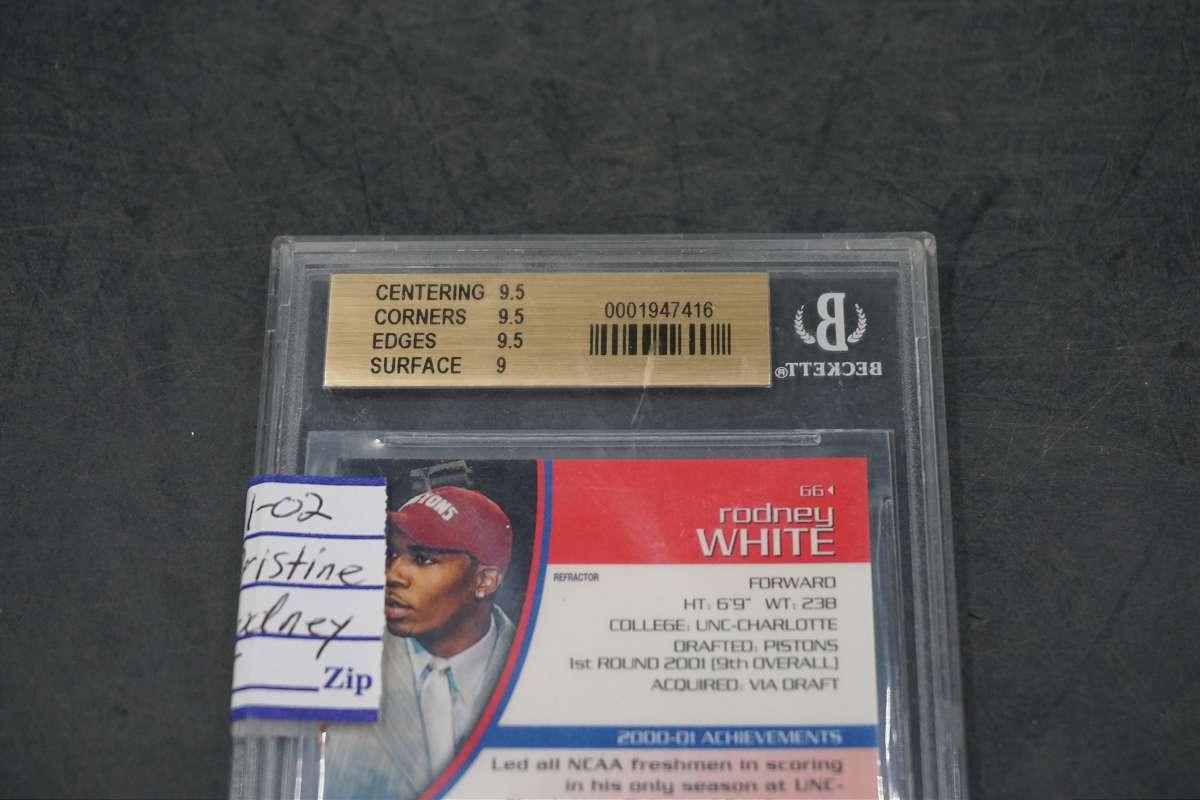 CENTERING 9.5
CORNERS 9.5
EDGES 9.5
SURFACE 9
0001947416
B
BECKETT®
PISTONS
66
rodney
WHITE
REFRACTOR
FORWARD
HT: 6'9" WT: 238
COLLEGE: UNC-CHARLOTTE
DRAFTED: PISTONS
1st ROUND 2001 (9th OVERALL)
ACQUIRED: VIA DRAFT
2000-01 ACHIEVEMENTS
Led all NCAA freshmen in scoring
in his only season at UNC-
1-02
ristine
dney
Zip